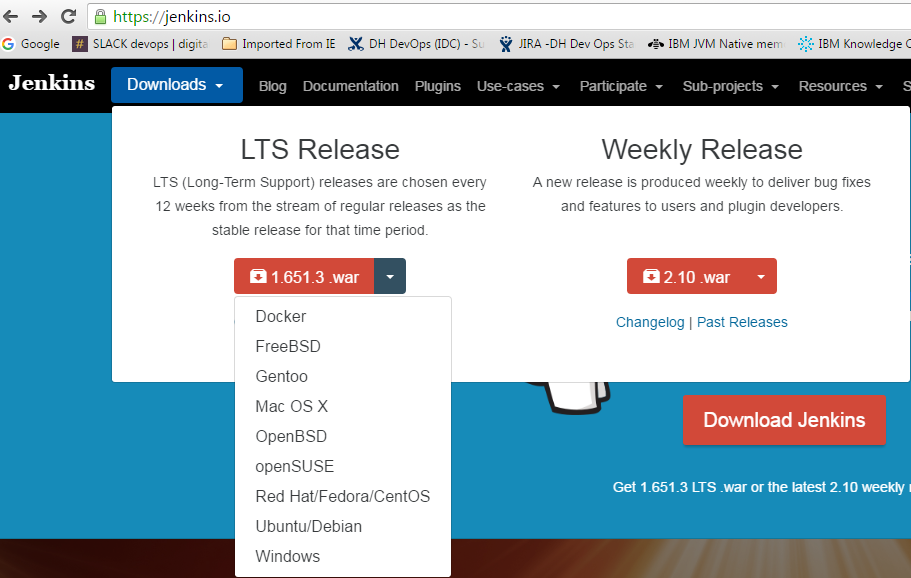 https://jenkins.io
Google SLACK devops | digita Imported From IE DH DevOps (IDC) - Su JIRA -DH Dev Ops Sta IBM JVM Native mem IBM Knowledge C
Jenkins Downloads Blog Documentation Plugins Use-cases Participate Sub-projects Resources S
LTS Release
LTS (Long-Term Support) releases are chosen every
12 weeks from the stream of regular releases as the
stable release for that time period.
1.651.3 .war
Docker
FreeBSD
Gentoo
Mac OS X
OpenBSD
openSUSE
Red Hat/Fedora/CentOS
Ubuntu/Debian
Windows
Weekly Release
A new release is produced weekly to deliver bug fixes
and features to users and plugin developers.
2.10 .war
Changelog | Past Releases
Download Jenkins
Get 1.651.3 LTS .war or the latest 2.10 weekly